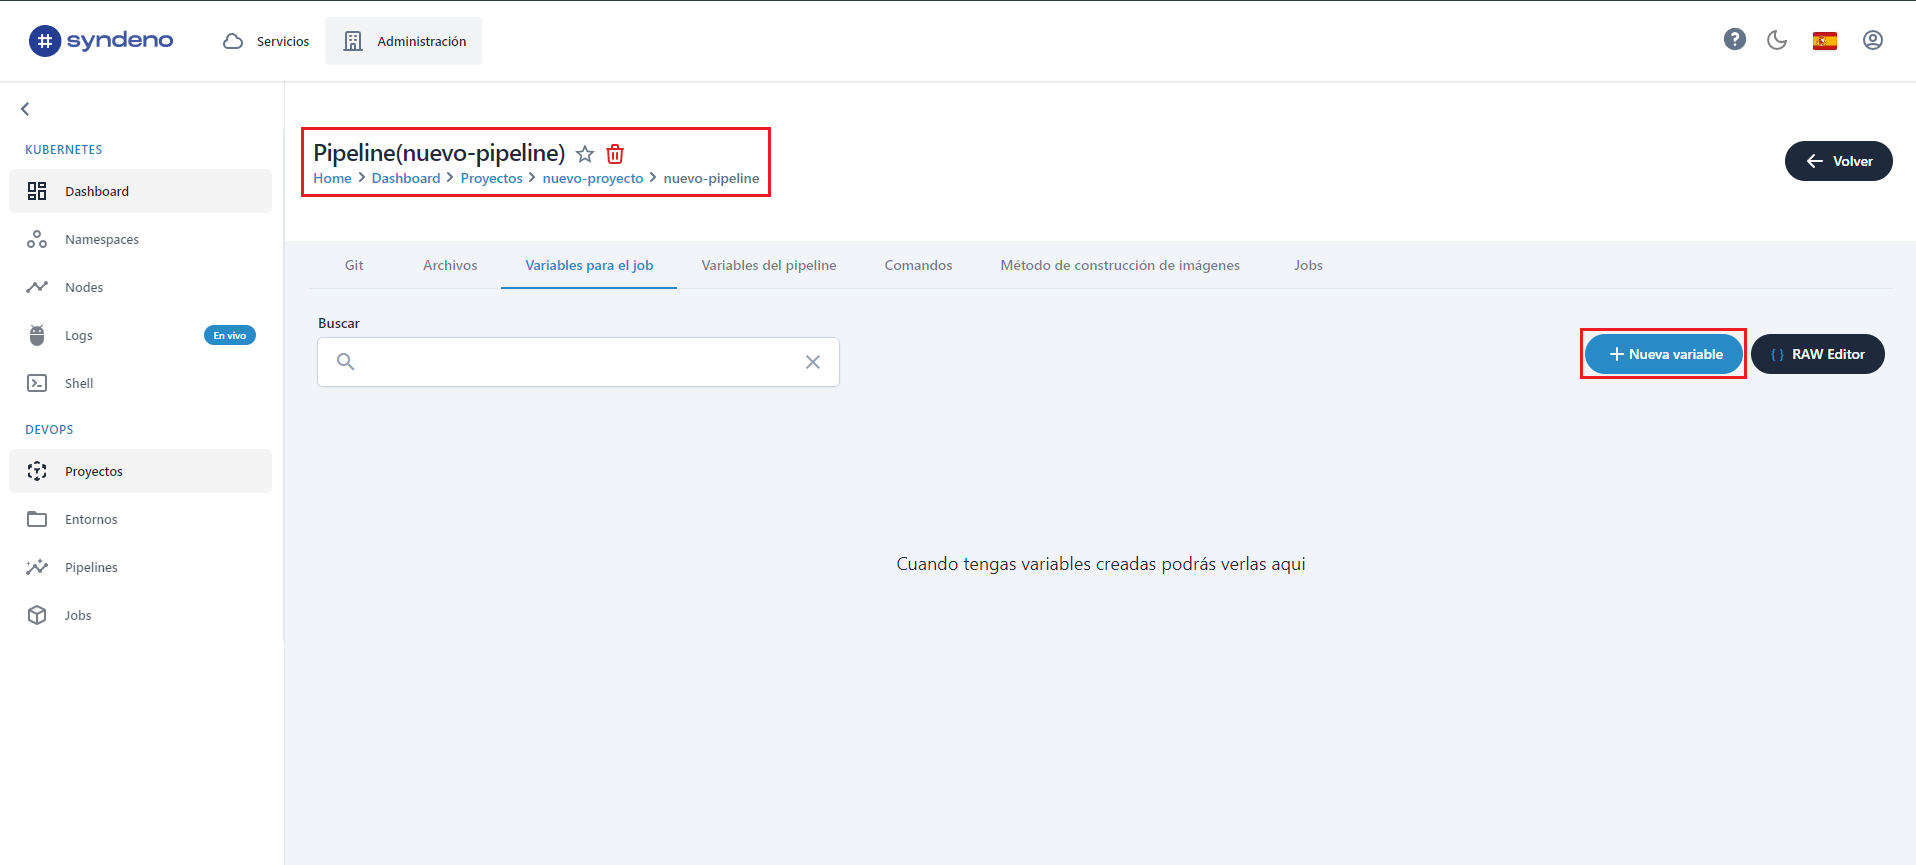 # syndeno
Servicios
Administración
?
KUBERNETES
Dashboard
Namespaces
Nodes
Logs
En vivo
Shell
DEVOPS
Proyectos
Entornos
Pipelines
Jobs
Pipeline(nuevo-pipeline)
Home > Dashboard > Proyectos > nuevo-proyecto > nuevo-pipeline
Volver
Git
Archivos
Variables para el job
Variables del pipeline
Comandos
Método de construcción de imágenes
Jobs
Buscar
+ Nueva variable
{ } RAW Editor
Cuando tengas variables creadas podrás verlas aqui